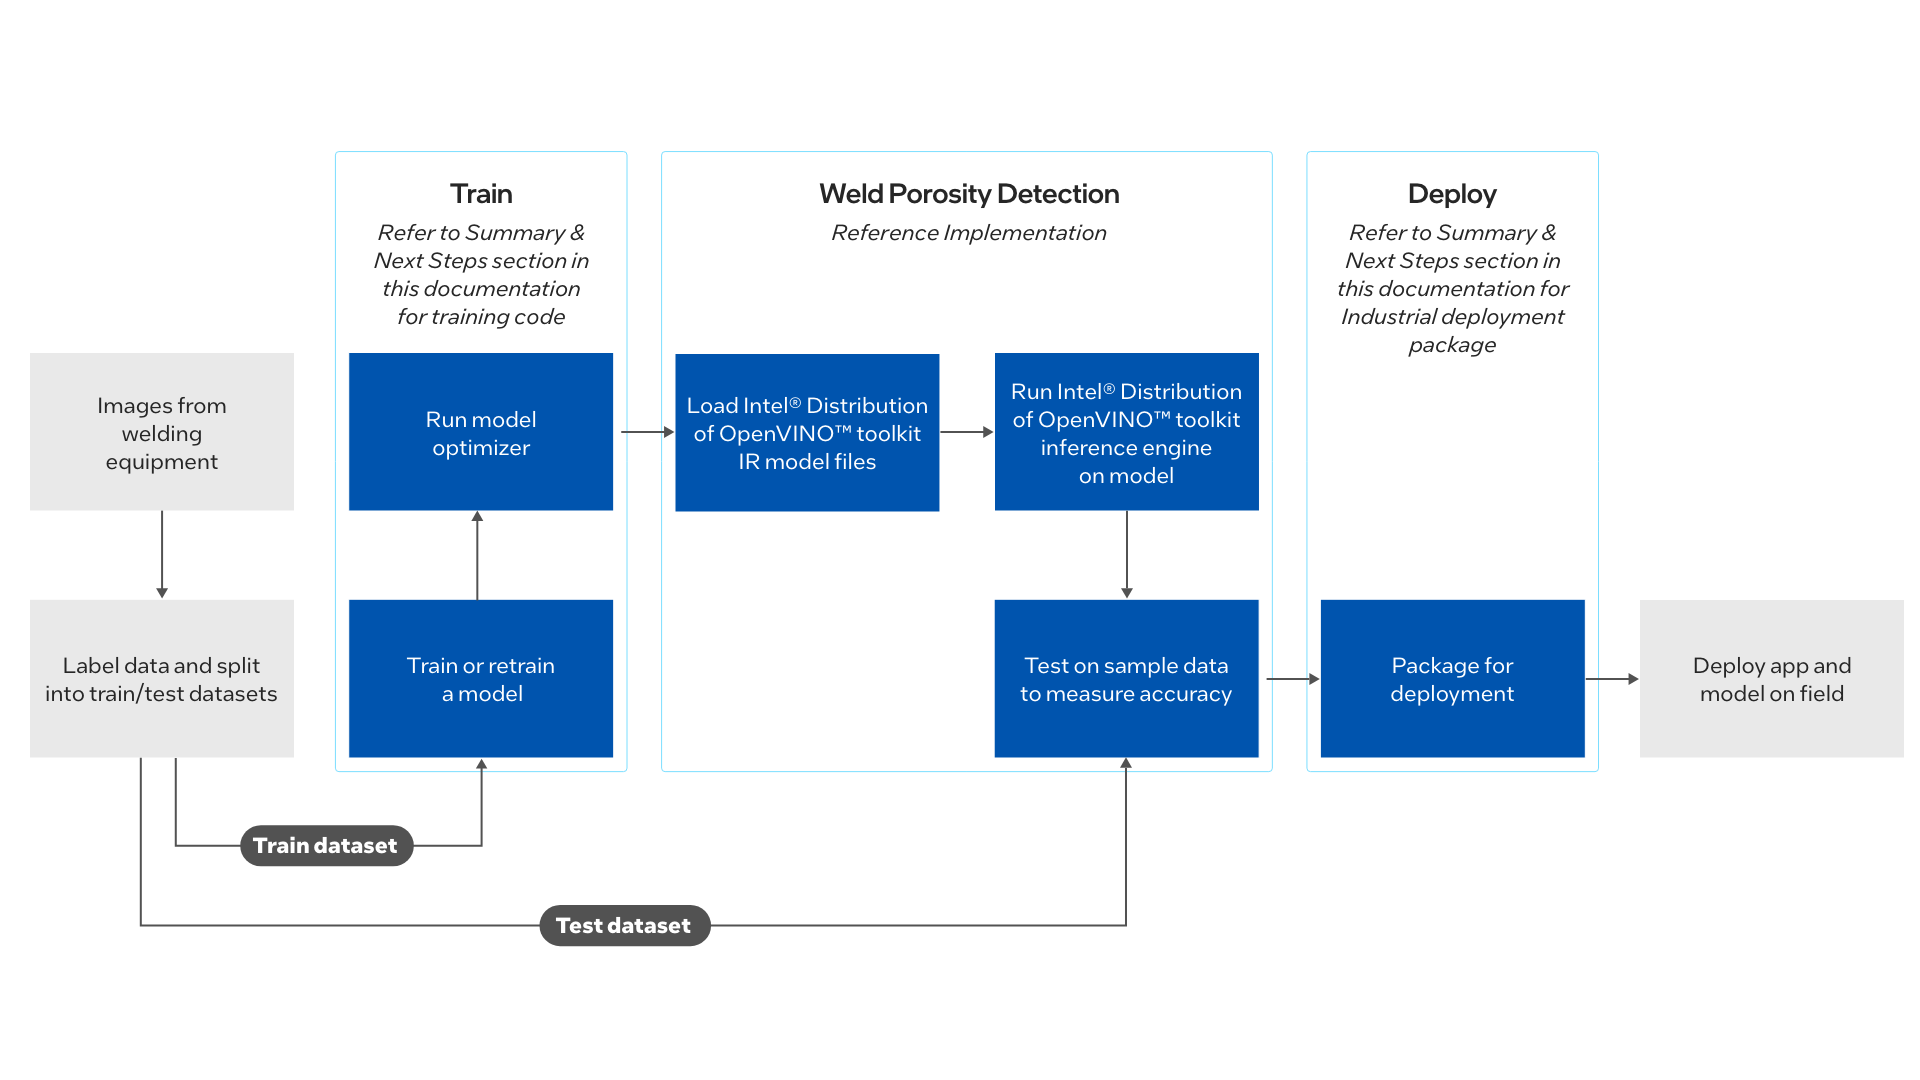 Train
Refer to Summary &
Next Steps section in
this documentation
for training code
Weld Porosity Detection
Reference Implementation
Deploy
Refer to Summary &
Next Steps section in
this documentation for
Industrial deployment
package
Images from
welding
equipment
Run model
optimizer
Load Intel® Distribution
of OpenVINO™ toolkit
IR model files
Run Intel® Distribution
of OpenVINO™ toolkit
inference engine
on model
Label data and split
into train/test datasets
Train or retrain
a model
Test on sample data
to measure accuracy
Package for
deployment
Deploy app and
model on field
Train dataset
Test dataset